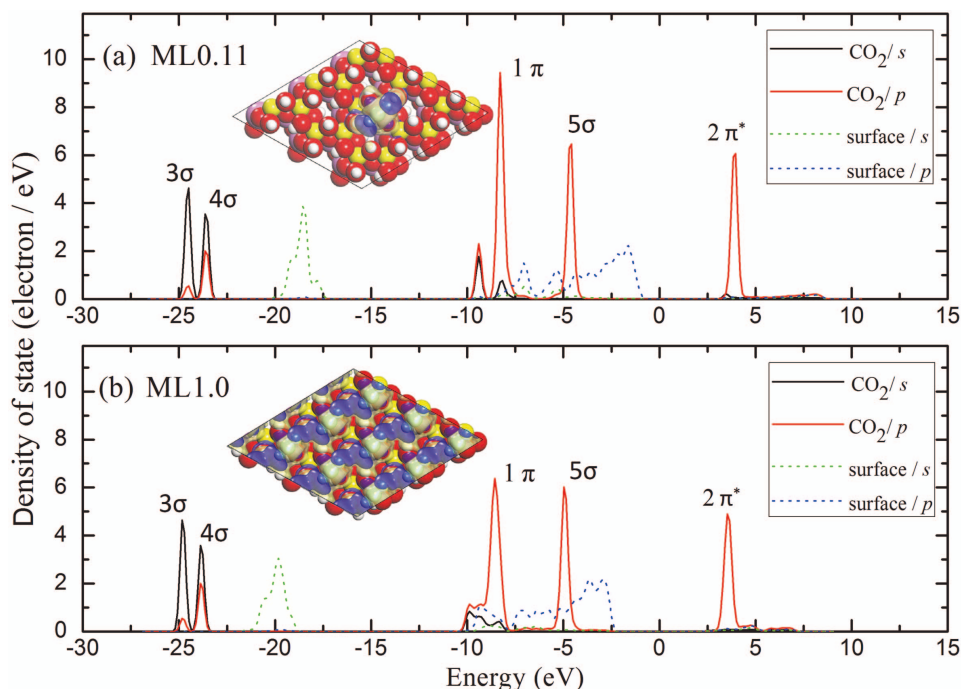 (a) ML0.11
CO₂/ s
CO₂/ p
surface / s
surface / p
3σ
4σ
1 π
5σ
2 π*
10
8
6
4
2
0
-30 -25 -20 -15 -10 -5 0 5 10 15
(b) ML1.0
CO₂/ s
CO₂/ p
surface / s
surface / p
3σ
4σ
1 π
5σ
2 π*
10
8
6
4
2
0
-30 -25 -20 -15 -10 -5 0 5 10 15
Density of state (electron / eV)
Energy (eV)